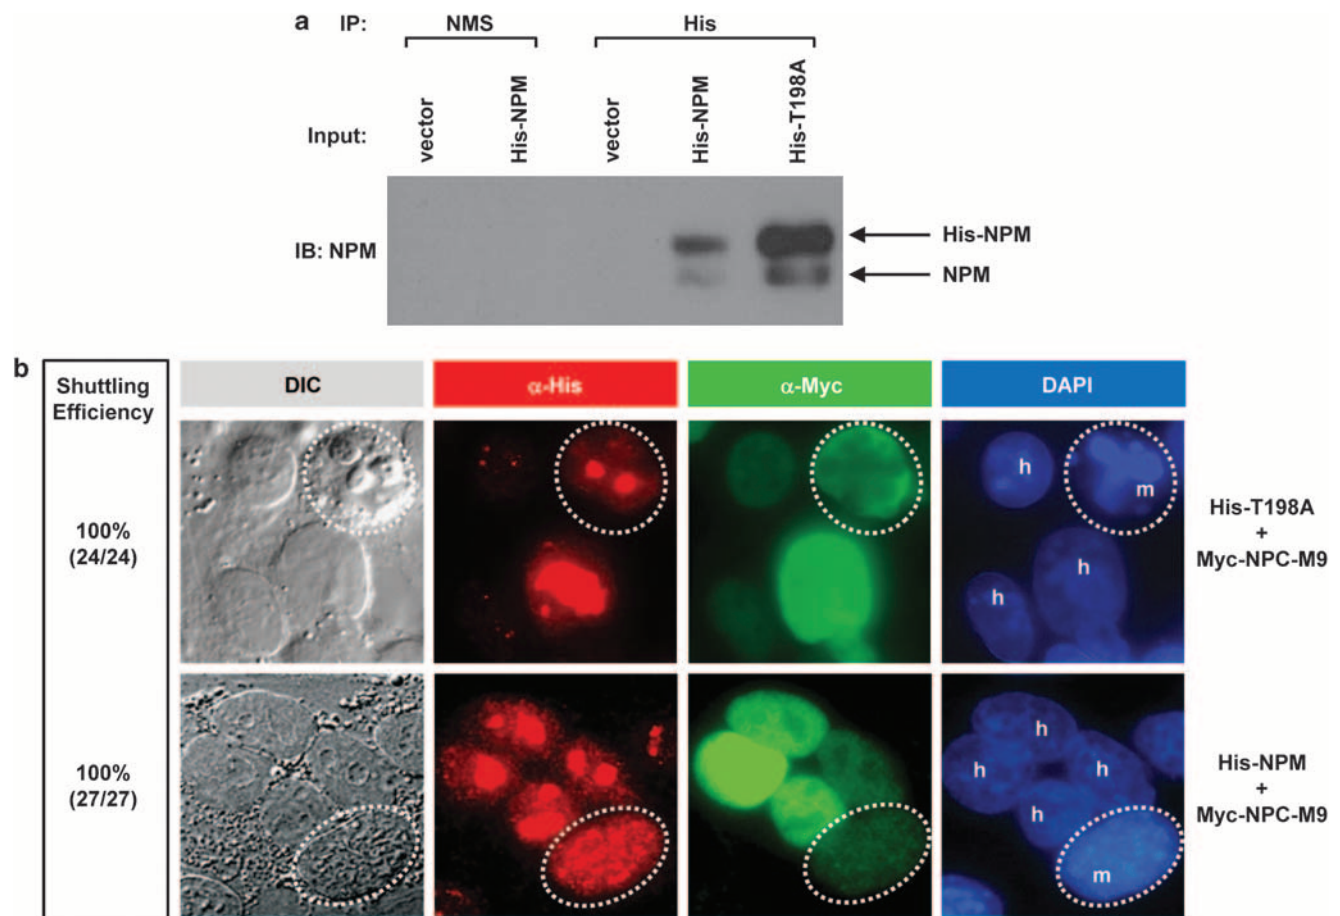 a IP: NMS His
Input: vector His-NPM vector His-NPM His-T198A
IB: NPM
His-NPM
NPM
b
Shuttling
Efficiency
DIC α-His α-Myc DAPI
100%
(24/24)
h
m
h
h
His-T198A
+
Myc-NPC-M9
100%
(27/27)
h
h
h
h
m
His-NPM
+
Myc-NPC-M9